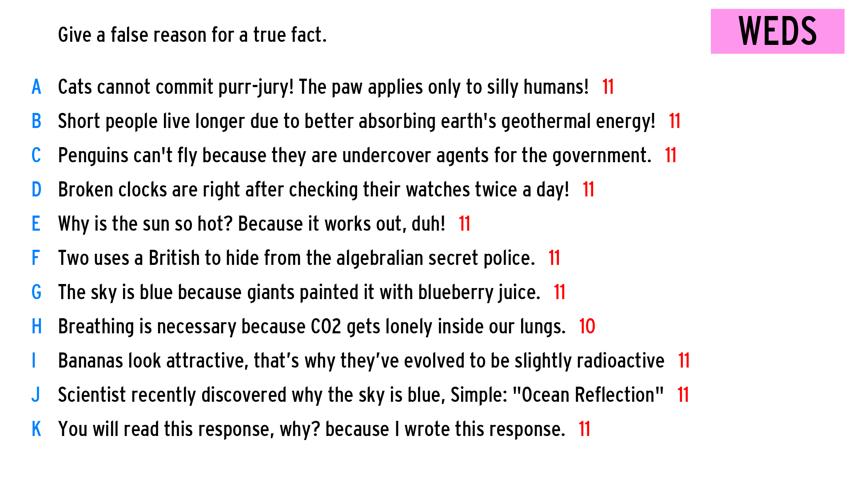 Give a false reason for a true fact.
WEDS
A Cats cannot commit purr-jury! The paw applies only to silly humans! 11
B Short people live longer due to better absorbing earth's geothermal energy! 11
C Penguins can't fly because they are undercover agents for the government. 11
D Broken clocks are right after checking their watches twice a day! 11
E Why is the sun so hot? Because it works out, duh! 11
F Two uses a British to hide from the algebralian secret police. 11
G The sky is blue because giants painted it with blueberry juice. 11
H Breathing is necessary because CO2 gets lonely inside our lungs. 10
I Bananas look attractive, that’s why they’ve evolved to be slightly radioactive 11
J Scientist recently discovered why the sky is blue, Simple: "Ocean Reflection" 11
K You will read this response, why? because I wrote this response. 11